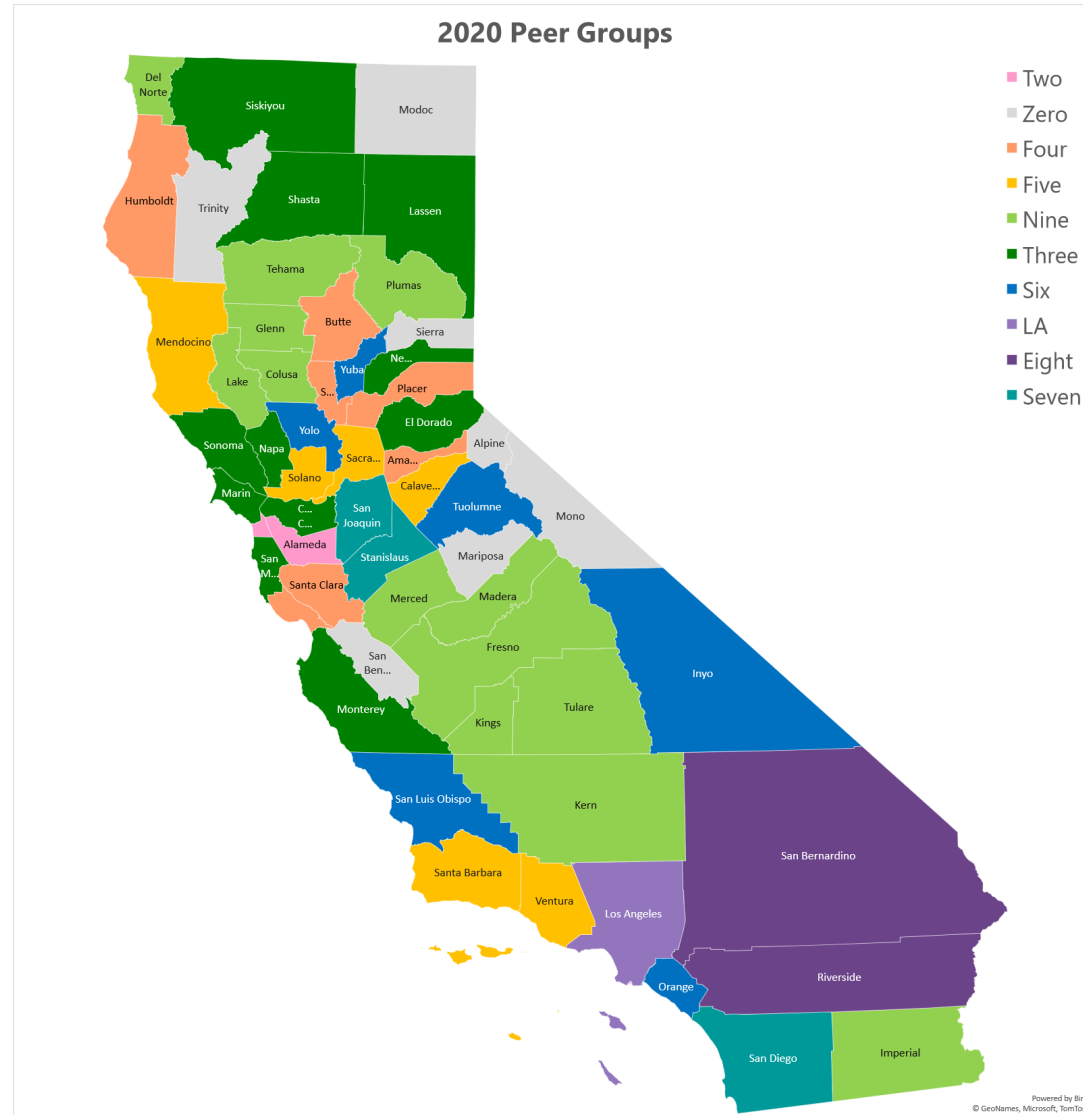 2020 Peer Groups
Two
Zero
Four
Five
Nine
Three
Six
LA
Eight
Seven
Del
Norte
Siskiyou
Modoc
Humboldt
Trinity
Shasta
Lassen
Tehama
Plumas
Mendocino
Glenn
Butte
Sierra
Lake
Colusa
S...
Yuba
Ne...
Placer
El Dorado
Sonoma
Napa
Yolo
Sacra...
Ama...
Alpine
Solano
Calave...
Marin
C...
C...
San
Joaquin
Tuolumne
Mono
Alameda
Stanislaus
Mariposa
San
M...
Santa Clara
Merced
Madera
San
Ben...
Fresno
Inyo
Monterey
Kings
Tulare
San Luis Obispo
Kern
San Bernardino
Santa Barbara
Ventura
Los Angeles
Orange
Riverside
San Diego
Imperial
Powered by Bin
© GeoNames, Microsoft, TomTo